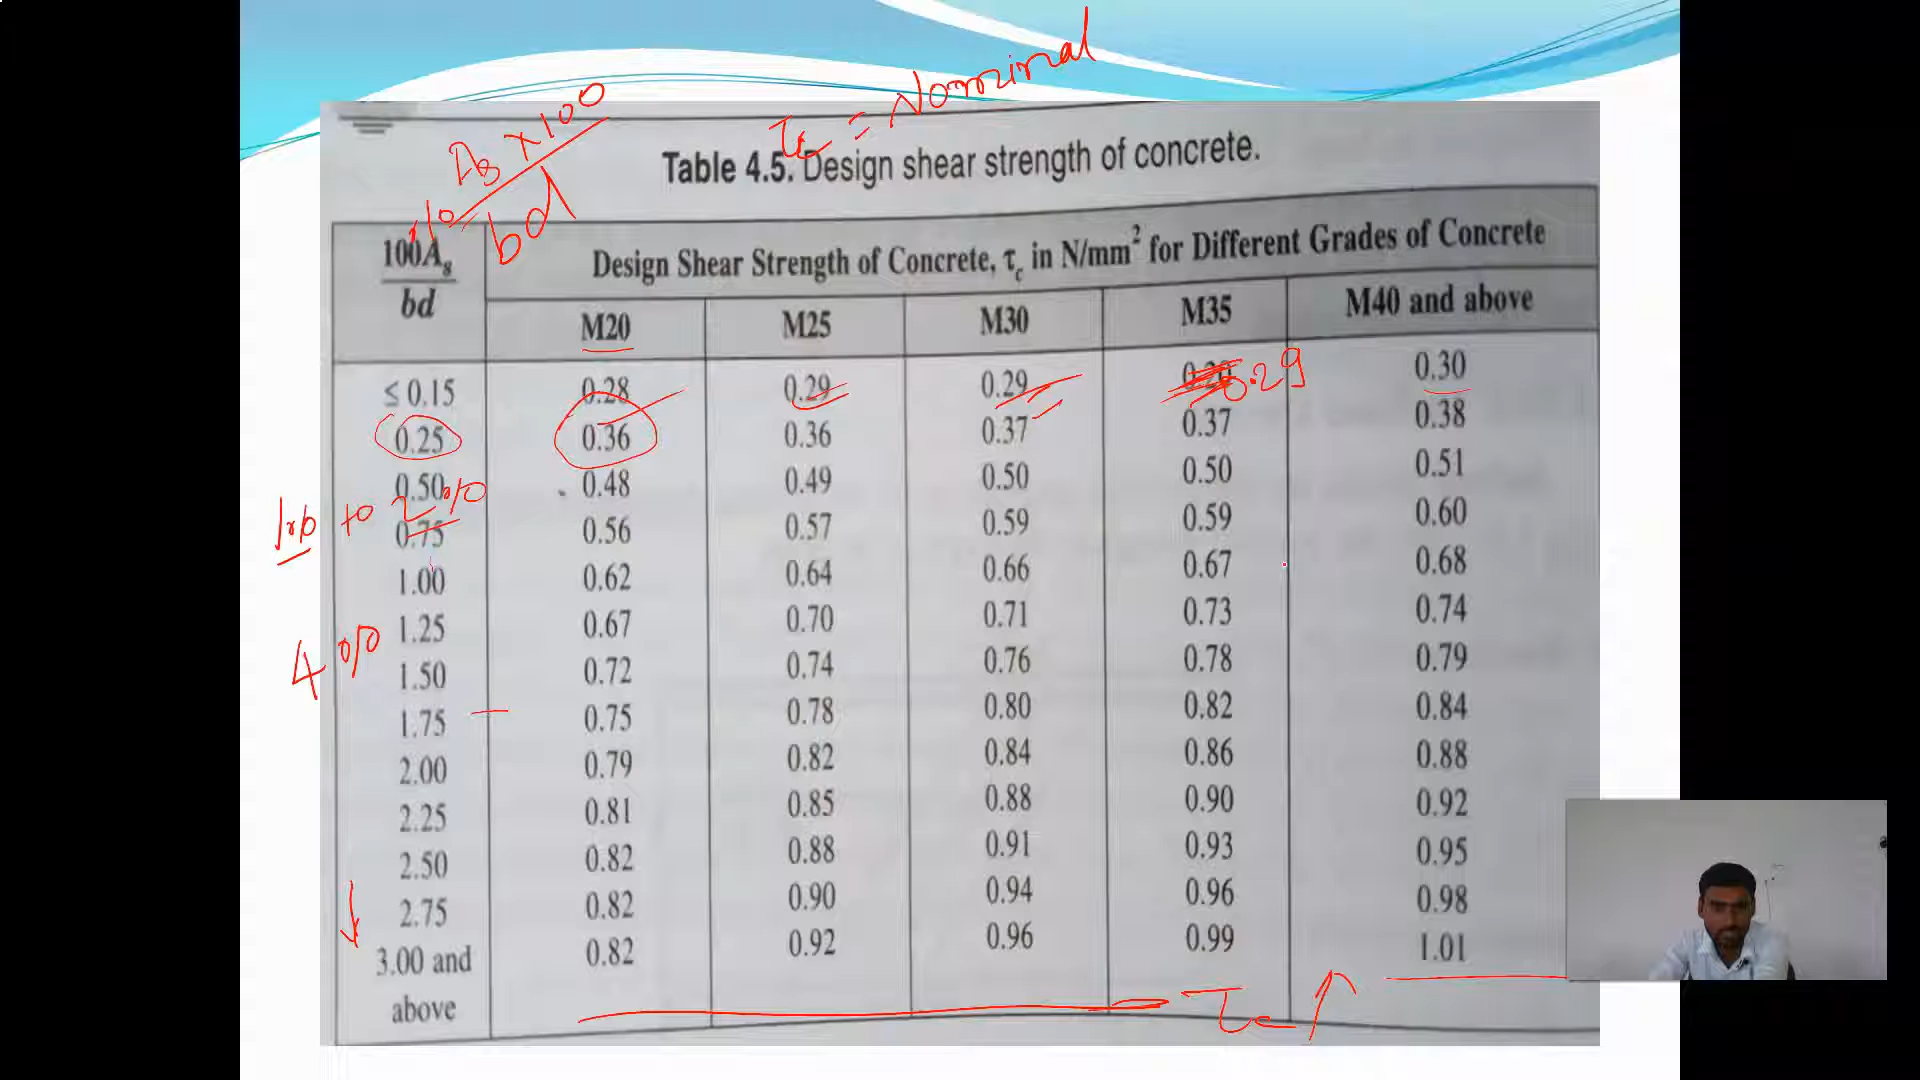 τc = Nominal
As x 100
bd
%
Table 4.5. Design shear strength of concrete.
100As
bd
Design Shear Strength of Concrete, τc in N/mm² for Different Grades of Concrete
M20 M25 M30 M35 M40 and above
≤ 0.15 0.28 0.29 0.29 0.29 0.30
0.25 0.36 0.36 0.37 0.37 0.38
0.50 0.48 0.49 0.50 0.50 0.51
to 2%
0.75 0.56 0.57 0.59 0.59 0.60
1.00 0.62 0.64 0.66 0.67 0.68
4%
1.25 0.67 0.70 0.71 0.73 0.74
1.50 0.72 0.74 0.76 0.78 0.79
1.75 0.75 0.78 0.80 0.82 0.84
2.00 0.79 0.82 0.84 0.86 0.88
2.25 0.81 0.85 0.88 0.90 0.92
2.50 0.82 0.88 0.91 0.93 0.95
2.75 0.82 0.90 0.94 0.96 0.98
3.00 and 0.82 0.92 0.96 0.99 1.01
above
τc ↑